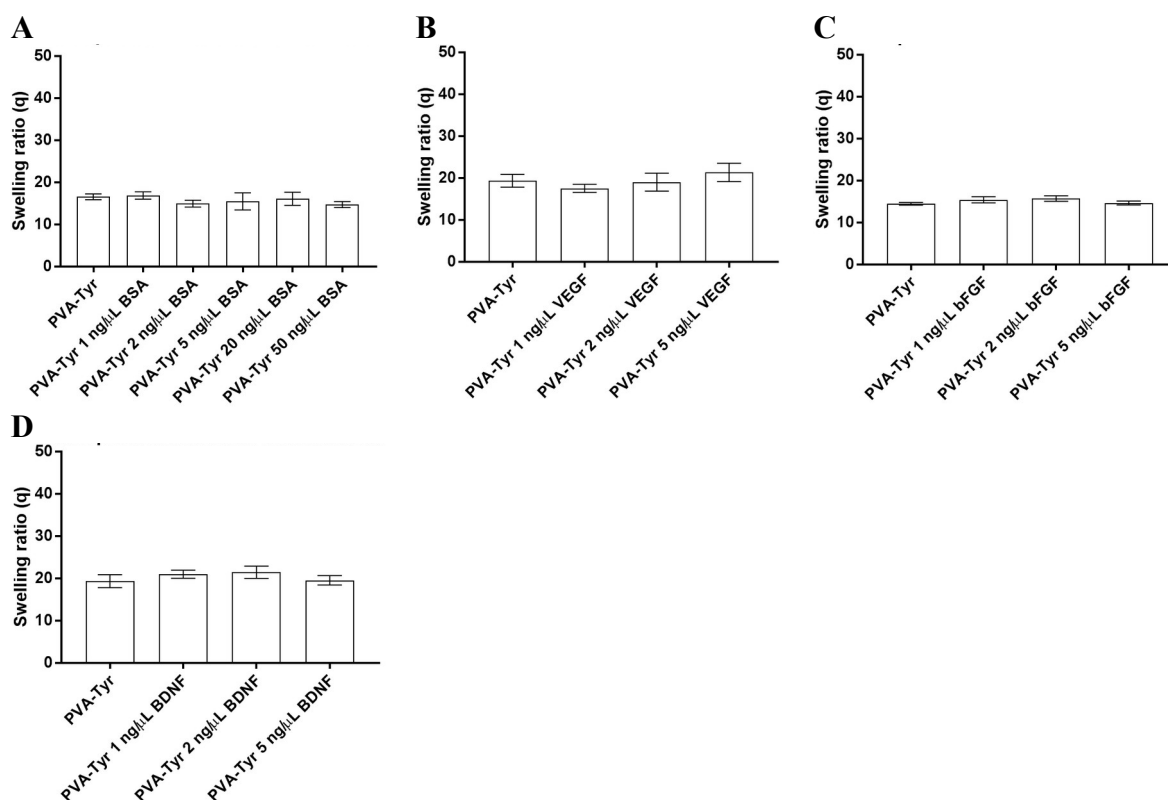 A
Swelling ratio (q)
50
40
30
20
10
0
PVA-Tyr
PVA-Tyr 1 ng/µL BSA
PVA-Tyr 2 ng/µL BSA
PVA-Tyr 5 ng/µL BSA
PVA-Tyr 20 ng/µL BSA
PVA-Tyr 50 ng/µL BSA
B
Swelling ratio (q)
50
40
30
20
10
0
PVA-Tyr
PVA-Tyr 1 ng/µL VEGF
PVA-Tyr 2 ng/µL VEGF
PVA-Tyr 5 ng/µL VEGF
C
Swelling ratio (q)
50
40
30
20
10
0
PVA-Tyr
PVA-Tyr 1 ng/µL bFGF
PVA-Tyr 2 ng/µL bFGF
PVA-Tyr 5 ng/µL bFGF
D
Swelling ratio (q)
50
40
30
20
10
0
PVA-Tyr
PVA-Tyr 1 ng/µL BDNF
PVA-Tyr 2 ng/µL BDNF
PVA-Tyr 5 ng/µL BDNF